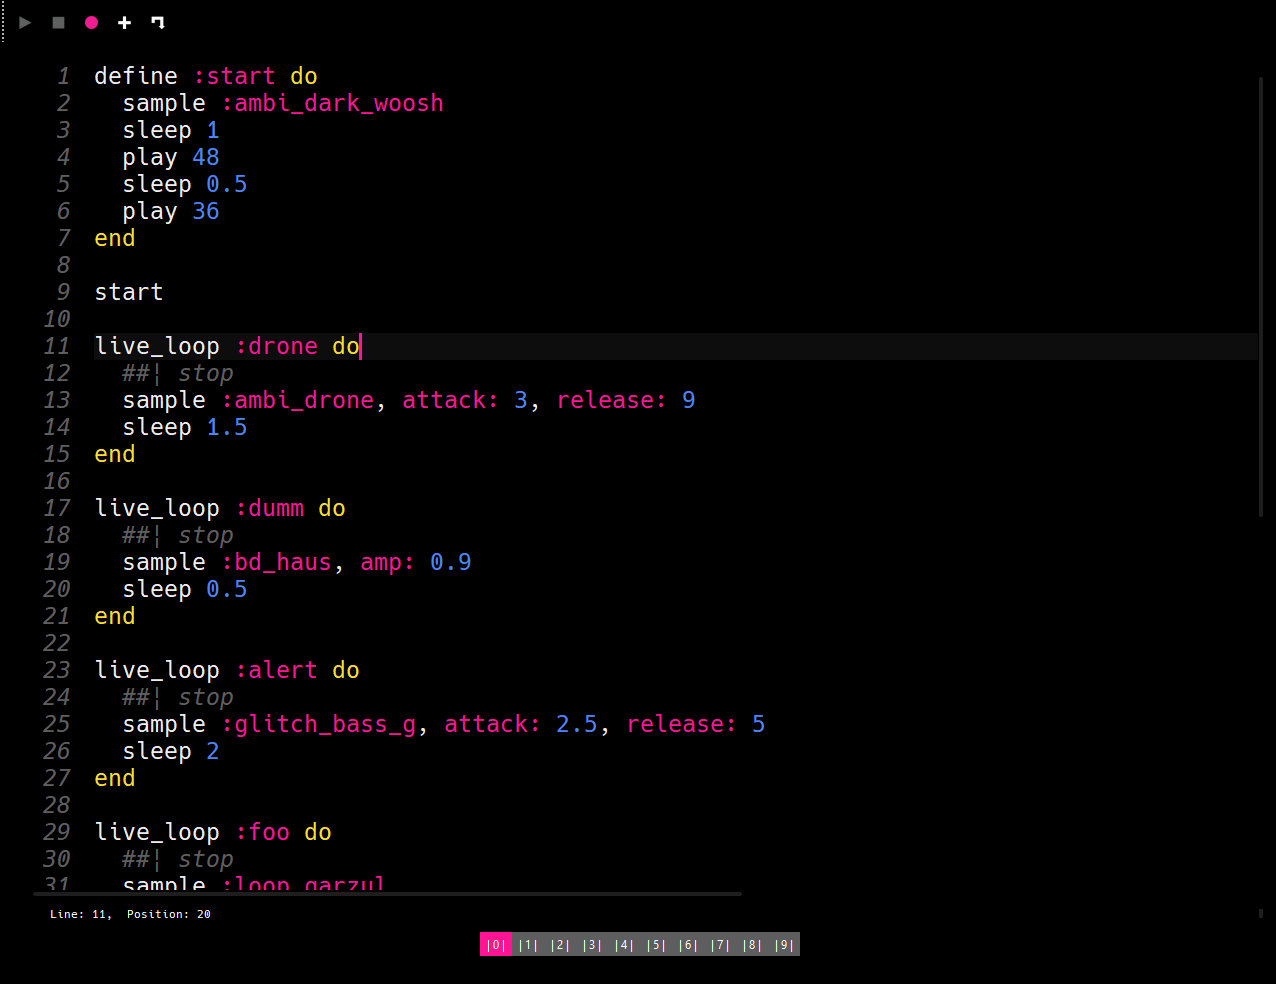 1 define :start do
2 sample :ambi_dark_woosh
3 sleep 1
4 play 48
5 sleep 0.5
6 play 36
7 end
8
9 start
10
11 live_loop :drone do
12 ##¦ stop
13 sample :ambi_drone, attack: 3, release: 9
14 sleep 1.5
15 end
16
17 live_loop :dumm do
18 ##¦ stop
19 sample :bd_haus, amp: 0.9
20 sleep 0.5
21 end
22
23 live_loop :alert do
24 ##¦ stop
25 sample :glitch_bass_g, attack: 2.5, release: 5
26 sleep 2
27 end
28
29 live_loop :foo do
30 ##¦ stop
31 sample :loop_garzul
Line: 11, Position: 20
|0| |1| |2| |3| |4| |5| |6| |7| |8| |9|